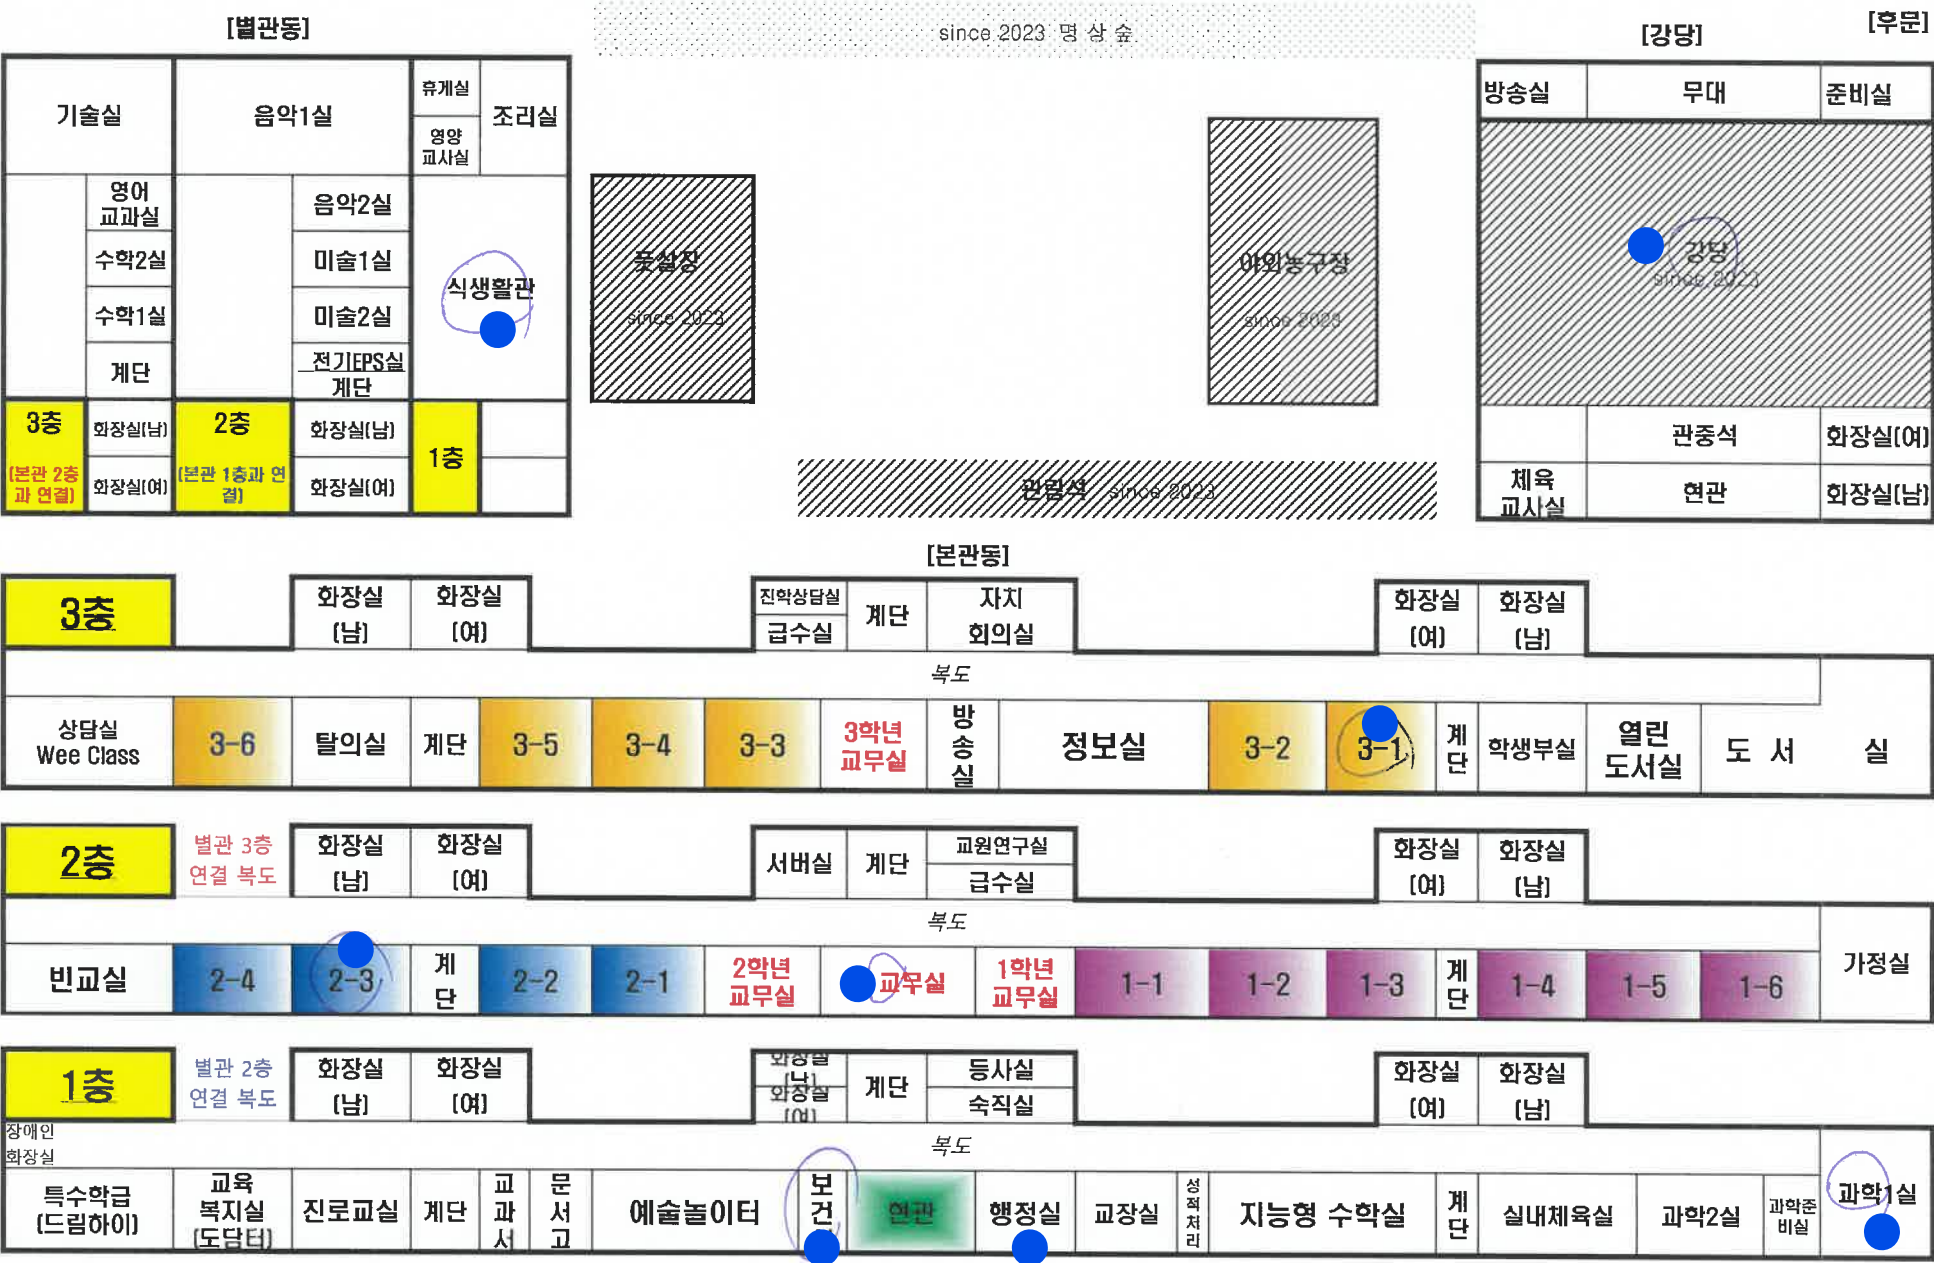 [별관동]
since 2023 명 상 숲
[강당]
[후문]
기술실
음악1실
휴게실
영양
교사실
조리실
영어
교과실
수학2실
수학1실
계단
음악2실
미술1실
미술2실
전기EPS실
계단
식생활관
3층
(본관 2층
과 연결)
화장실(남)
화장실(여)
2층
(본관 1층과 연
결)
화장실(남)
화장실(여)
1층
풋살장
since 2023
야외농구장
since 2023
관람석 since 2023
방송실
무대
준비실
강당
since 2023
관중석
화장실(여)
체육
교사실
현관
화장실(남)
[본관동]
3층
화장실
(남)
화장실
(여)
진학상담실
급수실
계단
자치
회의실
화장실
(여)
화장실
(남)
복도
상담실
Wee Class
3-6
탈의실
계단
3-5
3-4
3-3
3학년
교무실
방
송
실
정보실
3-2
3-1
계
단
학생부실
열린
도서실
도 서 실
2층
별관 3층
연결 복도
화장실
(남)
화장실
(여)
서버실
계단
교원연구실
급수실
화장실
(여)
화장실
(남)
복도
빈교실
2-4
2-3
계
단
2-2
2-1
2학년
교무실
교무실
1학년
교무실
1-1
1-2
1-3
계
단
1-4
1-5
1-6
가정실
1층
별관 2층
연결 복도
화장실
(남)
화장실
(여)
화장실
(남)
화장실
(여)
계단
등사실
숙직실
화장실
(여)
화장실
(남)
장애인
화장실
복도
특수학급
(드림하이)
교육
복지실
(도담터)
진로교실
계단
교
과
서
문
서
고
예술놀이터
보
건
현관
행정실
교장실
성
적
처
리
지능형 수학실
계
단
실내체육실
과학2실
과학준
비실
과학1실